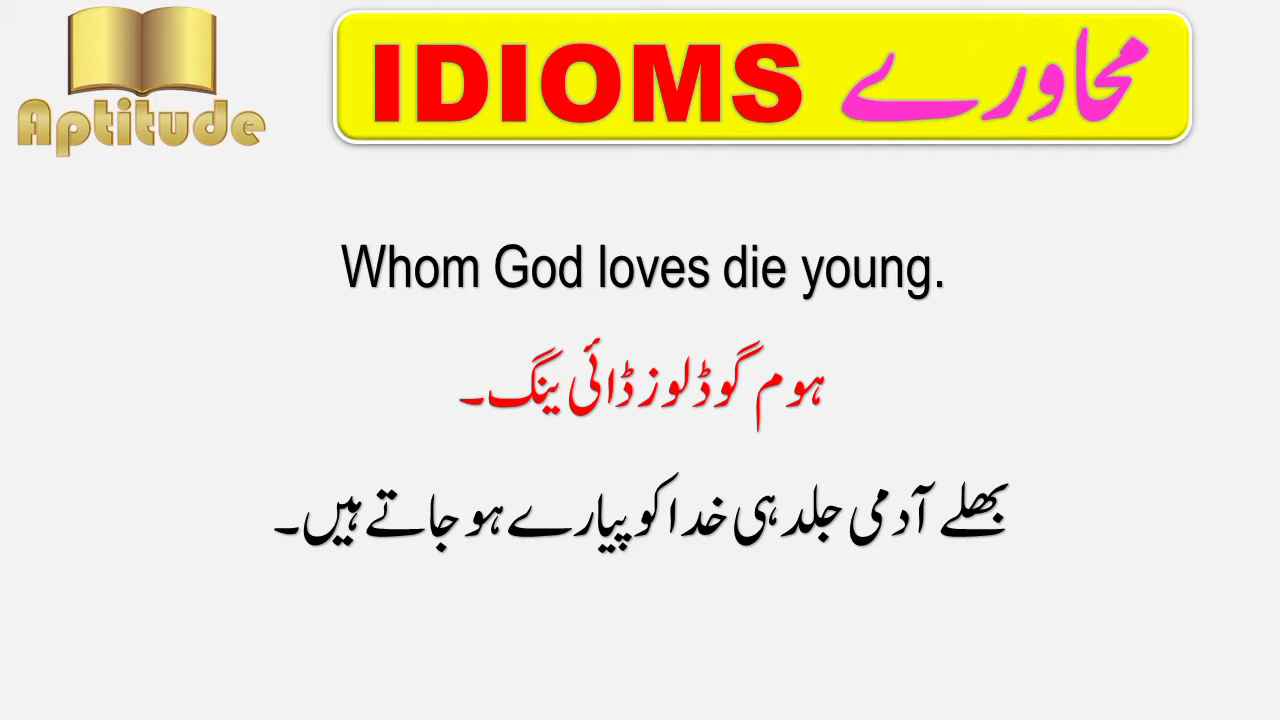 Aptitude
IDIOMS محاورے
Whom God loves die young.
ہوم گوڈ لوز ڈائی ینگ۔
بھلے آدمی جلد ہی خدا کو پیارے ہو جاتے ہیں۔